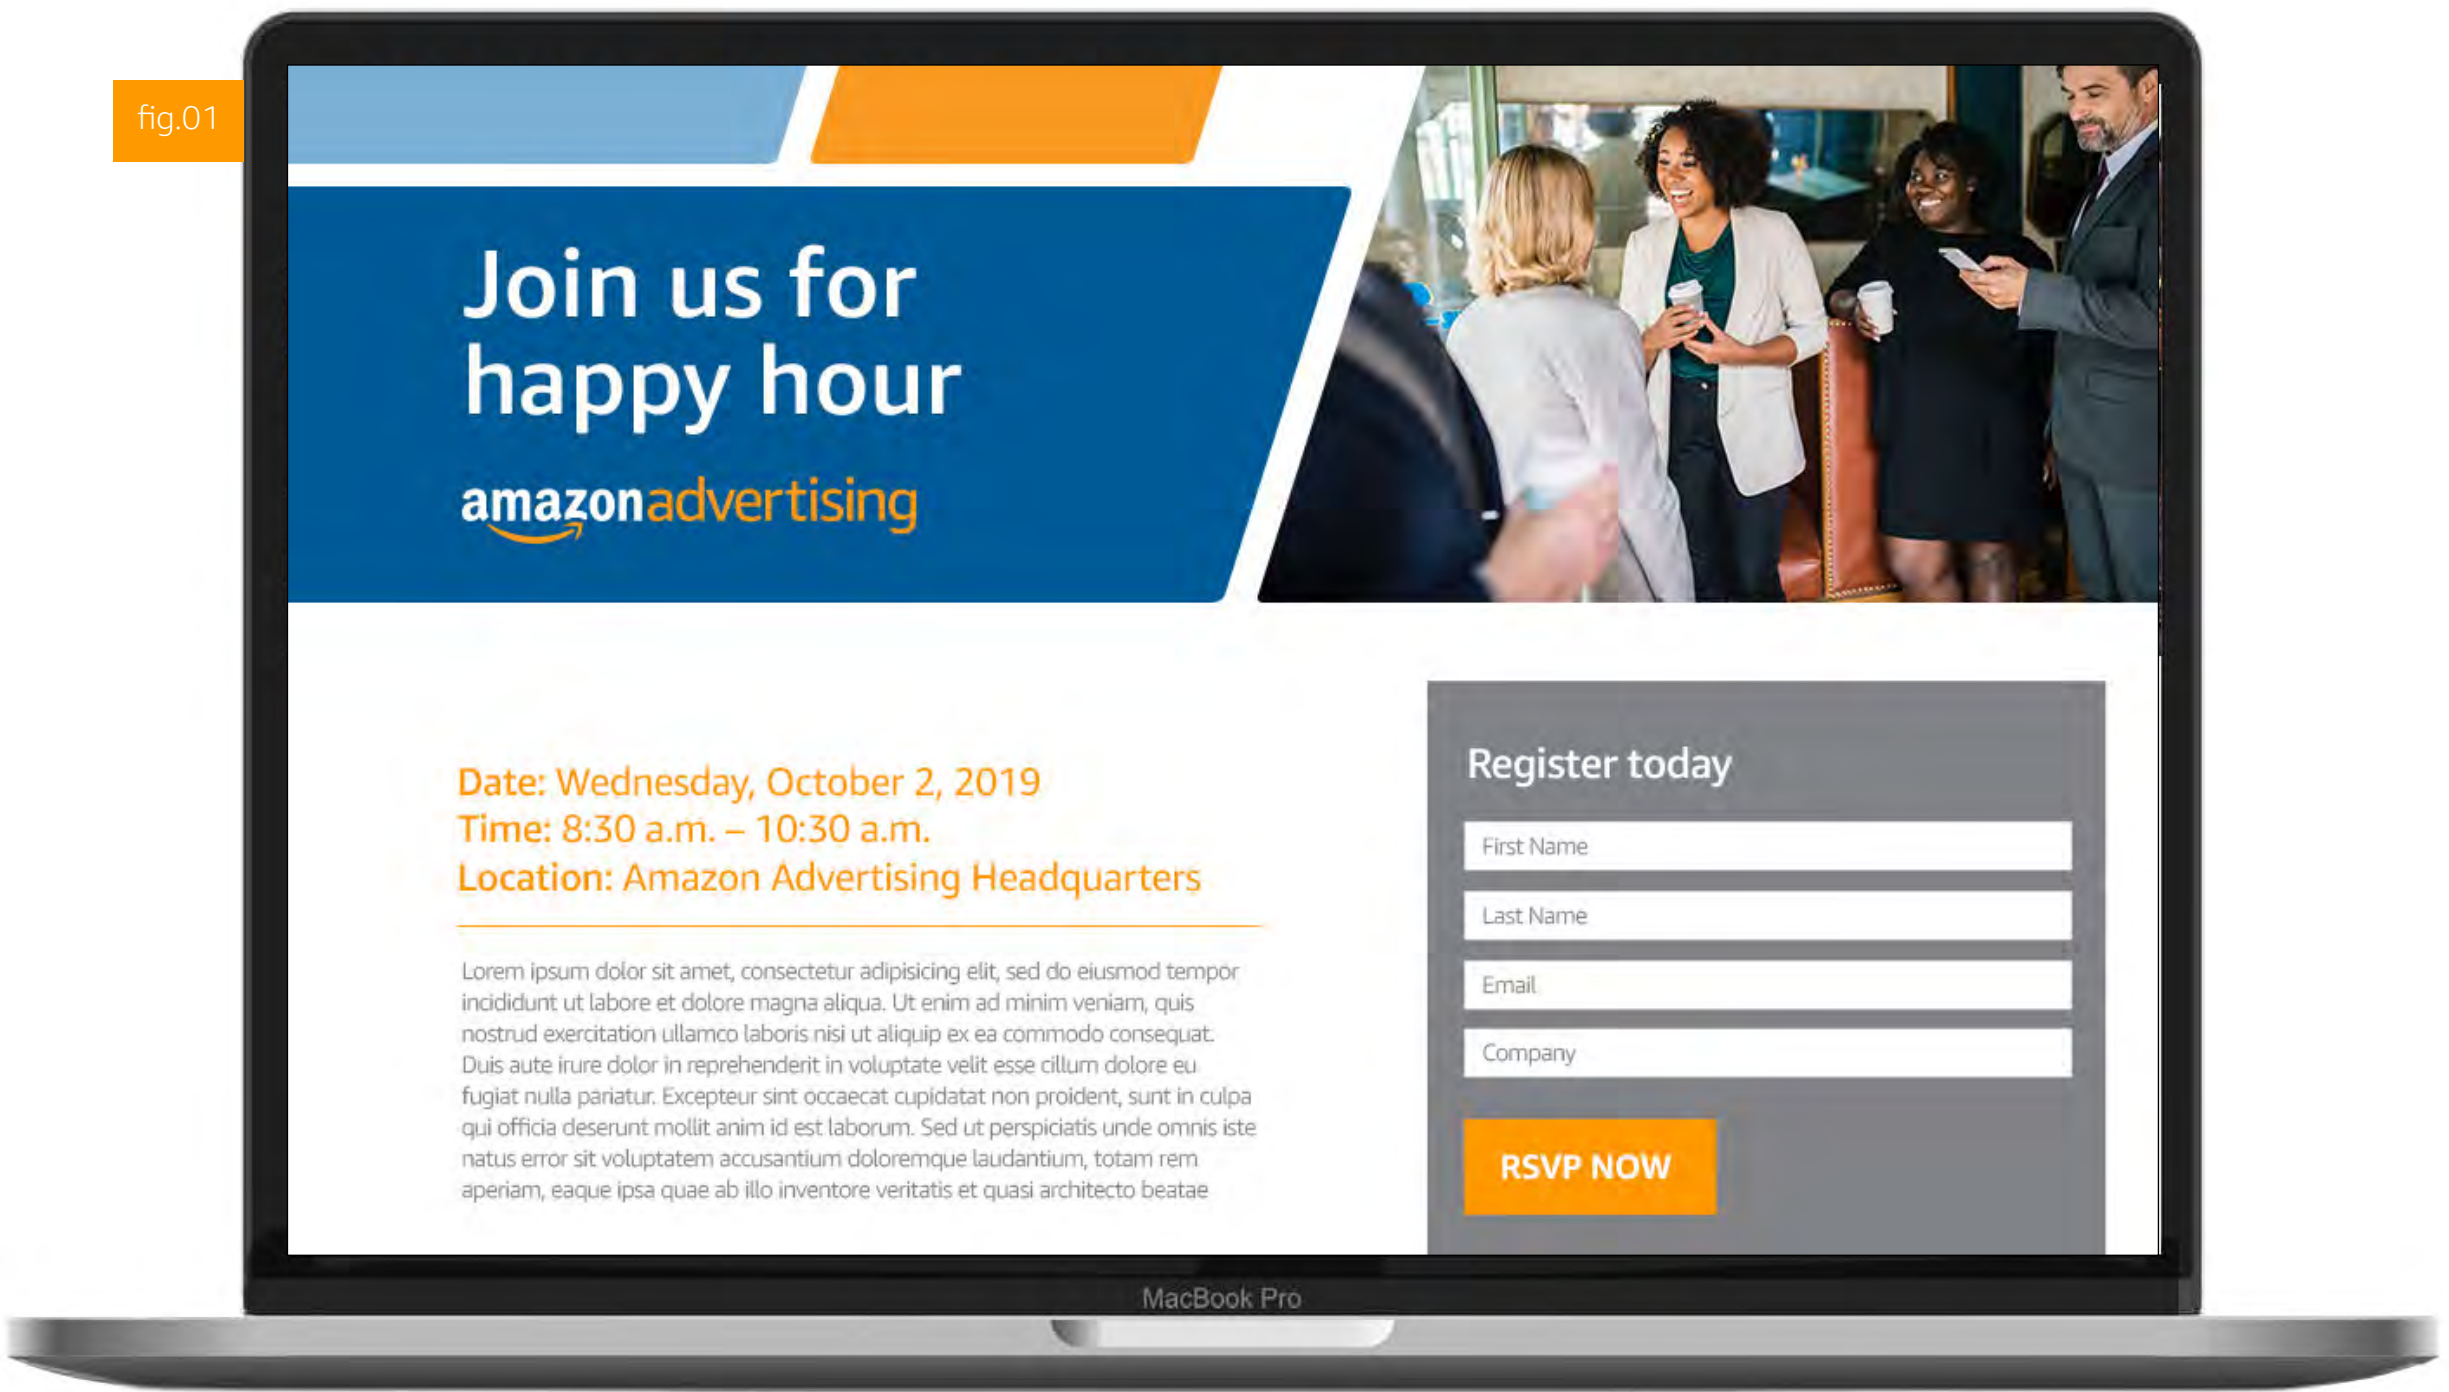 fig.01
Join us for
happy hour
amazonadvertising
Date: Wednesday, October 2, 2019
Time: 8:30 a.m. – 10:30 a.m.
Location: Amazon Advertising Headquarters
Lorem ipsum dolor sit amet, consectetur adipisicing elit, sed do eiusmod tempor
incididunt ut labore et dolore magna aliqua. Ut enim ad minim veniam, quis
nostrud exercitation ullamco laboris nisi ut aliquip ex ea commodo consequat.
Duis aute irure dolor in reprehenderit in voluptate velit esse cillum dolore eu
fugiat nulla pariatur. Excepteur sint occaecat cupidatat non proident, sunt in culpa
qui officia deserunt mollit anim id est laborum. Sed ut perspiciatis unde omnis iste
natus error sit voluptatem accusantium doloremque laudantium, totam rem
aperiam, eaque ipsa quae ab illo inventore veritatis et quasi architecto beatae
Register today
First Name
Last Name
Email
Company
RSVP NOW
MacBook Pro